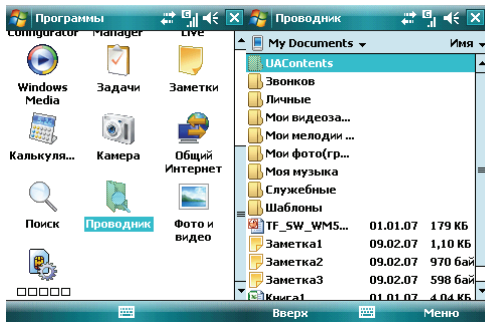 Программы
Configurator Manager Live
Windows Media
Задачи
Заметки
Калькуля...
Камера
Общий Интернет
Поиск
Проводник
Фото и видео
Проводник
My Documents
Имя
UAContents
Звонков
Личные
Мои видеоза...
Мои мелодии ...
Мои фото(гр...
Моя музыка
Служебные
Шаблоны
TF_SW_WM5... 01.01.07 179 КБ
Заметка1 09.02.07 1,10 КБ
Заметка2 09.02.07 970 бай
Заметка3 09.02.07 598 бай
Книга1 01.01.07 4,04 КБ
Вверх
Меню